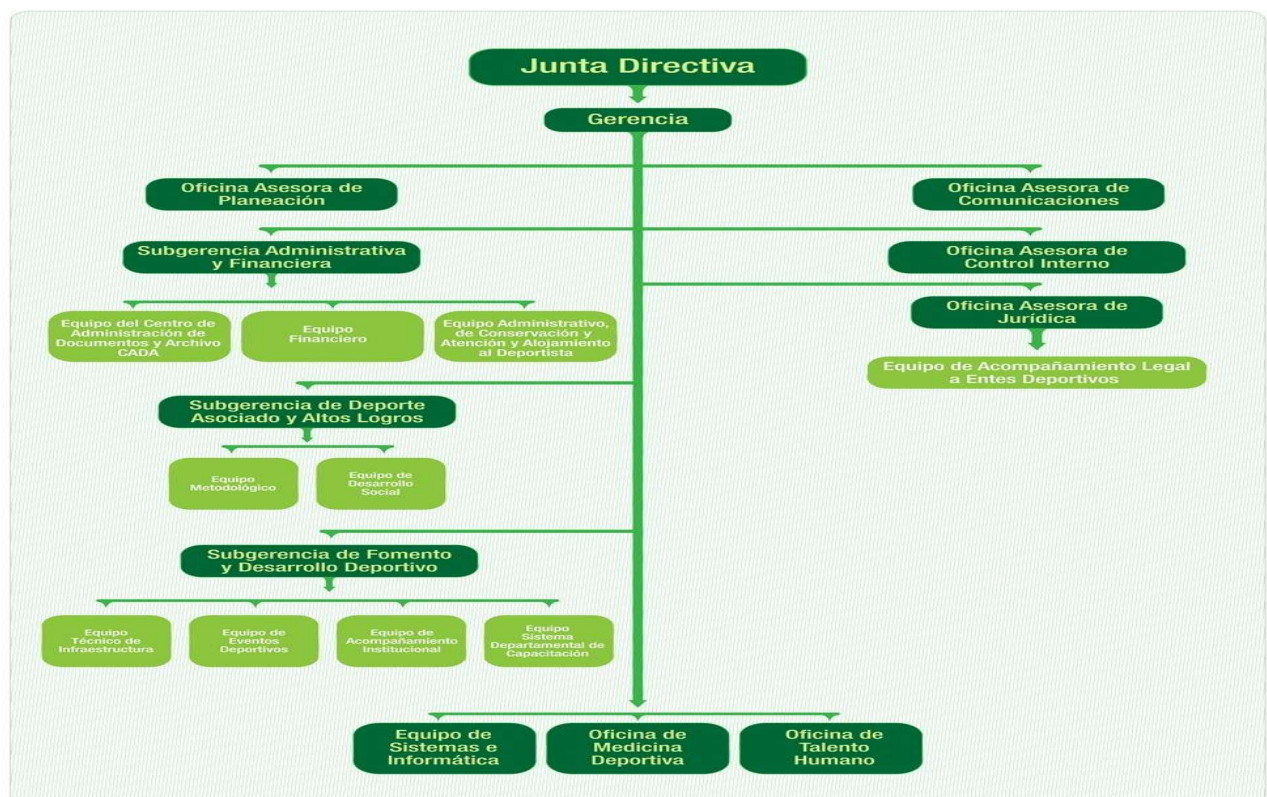 Junta Directiva
Gerencia
Oficina Asesora de
Planeación
Oficina Asesora de
Comunicaciones
Subgerencia Administrativa
y Financiera
Oficina Asesora de
Control Interno
Oficina Asesora de
Jurídica
Equipo del Centro de
Administración de
Documentos y Archivo
CADA
Equipo
Financiero
Equipo Administrativo,
de Conservación y
Atención y Alojamiento
al Deportista
Equipo de Acompañamiento Legal
a Entes Deportivos
Subgerencia de Deporte
Asociado y Altos Logros
Equipo
Metodológico
Equipo de
Desarrollo
Social
Subgerencia de Fomento
y Desarrollo Deportivo
Equipo
Técnico de
Infraestructura
Equipo de
Eventos
Deportivos
Equipo de
Acompañamiento
Institucional
Equipo
Sistema
Departamental de
Capacitación
Equipo de
Sistemas e
Informática
Oficina de
Medicina
Deportiva
Oficina de
Talento
Humano